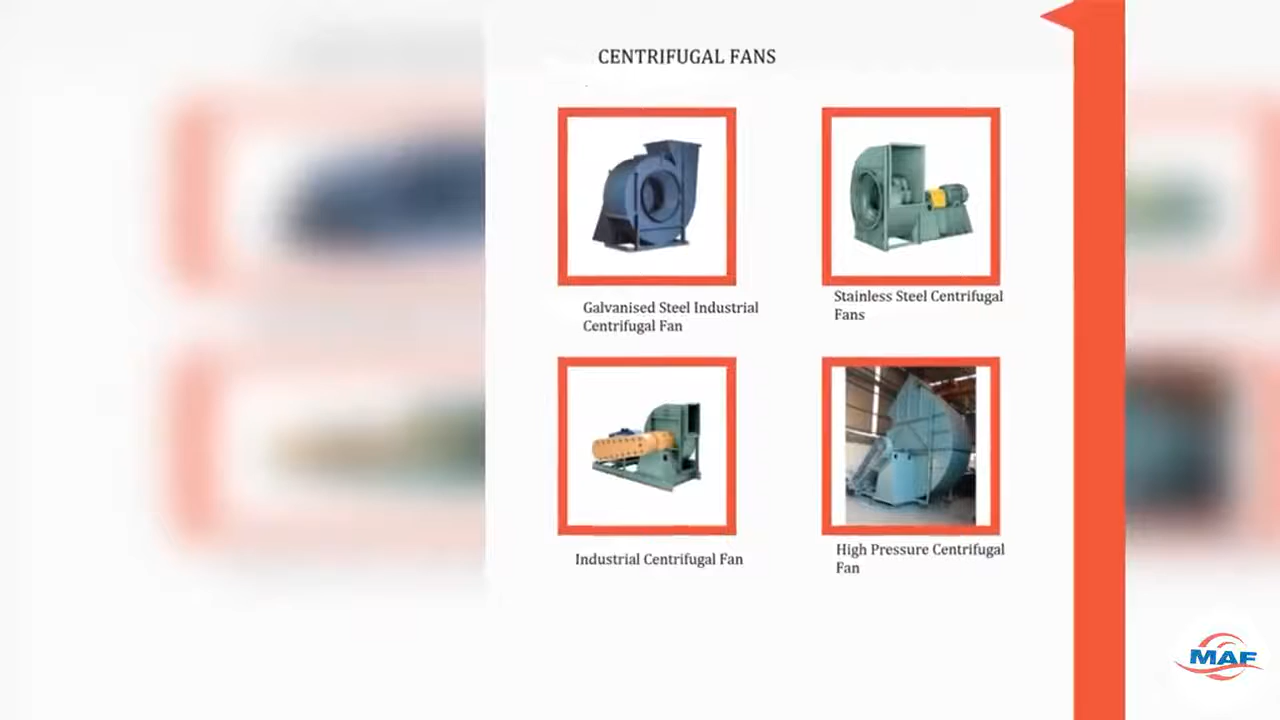 CENTRIFUGAL FANS
Galvanised Steel Industrial
Centrifugal Fan
Stainless Steel Centrifugal
Fans
Industrial Centrifugal Fan
High Pressure Centrifugal
Fan
MAF